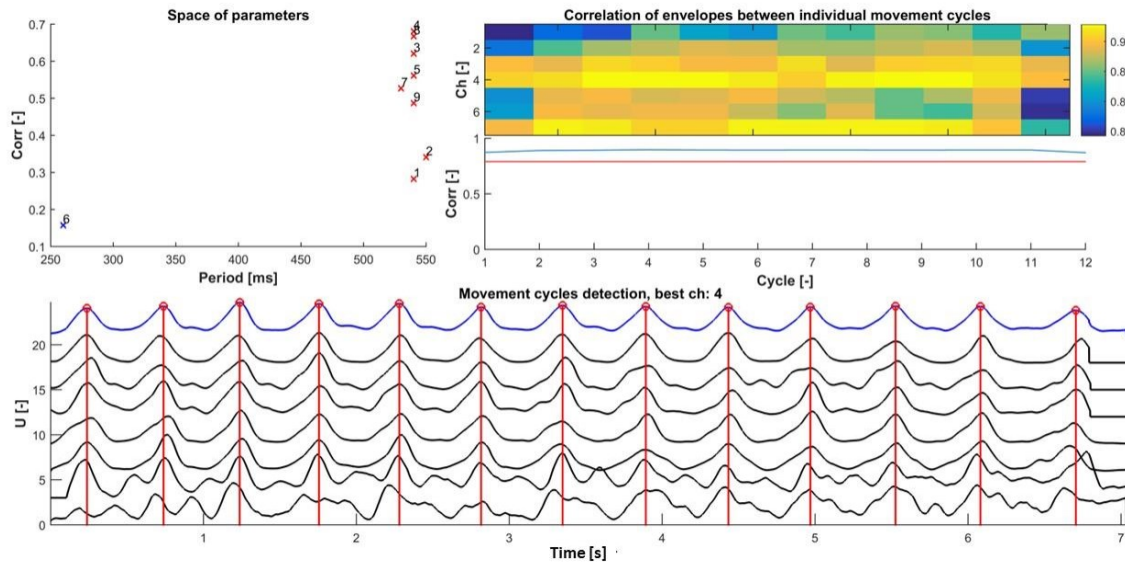 Space of parameters
Corr [-]
0.7
0.6
0.5
0.4
0.3
0.2
0.1
4
3
5
7
9
2
1
6
250 300 350 400 450 500 550
Period [ms]
Correlation of envelopes between individual movement cycles
Ch [-]
2
4
6
0.9
0.9
0.8
0.8
Corr [-]
1
0.5
0
1 2 3 4 5 6 7 8 9 10 11 12
Cycle [-]
Movement cycles detection, best ch: 4
U [-]
20
15
10
5
0
1 2 3 4 5 6 7
Time [s]